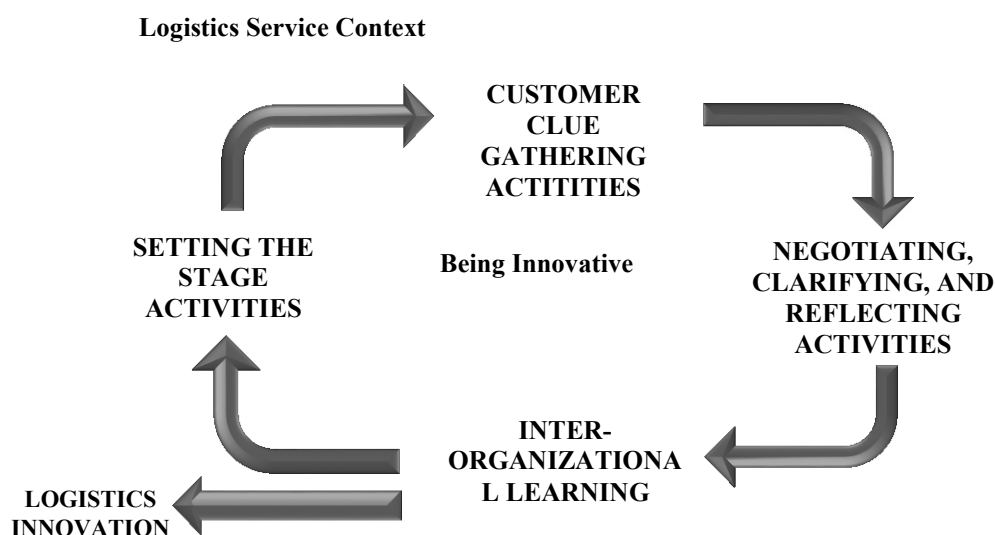 Logistics Service Context
CUSTOMER
CLUE
GATHERING
ACTITITIES
SETTING THE
STAGE
ACTIVITIES
Being Innovative
NEGOTIATING,
CLARIFYING, AND
REFLECTING
ACTIVITIES
INTER-
ORGANIZATIONA
L LEARNING
LOGISTICS
INNOVATION